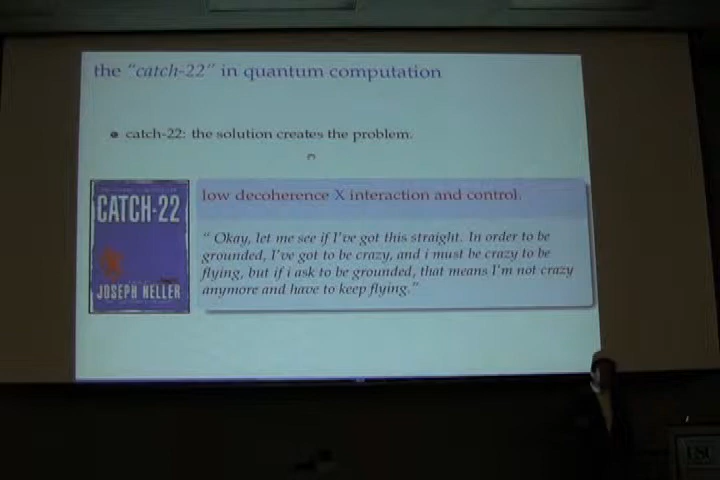 the "catch-22" in quantum computation
catch-22: the solution creates the problem.
CATCH-22
JOSEPH HELLER
low decoherence X interaction and control.
" Okay, let me see if I've got this straight. In order to be
grounded, I've got to be crazy, and i must be crazy to be
flying, but if i ask to be grounded, that means I'm not crazy
anymore and have to keep flying."